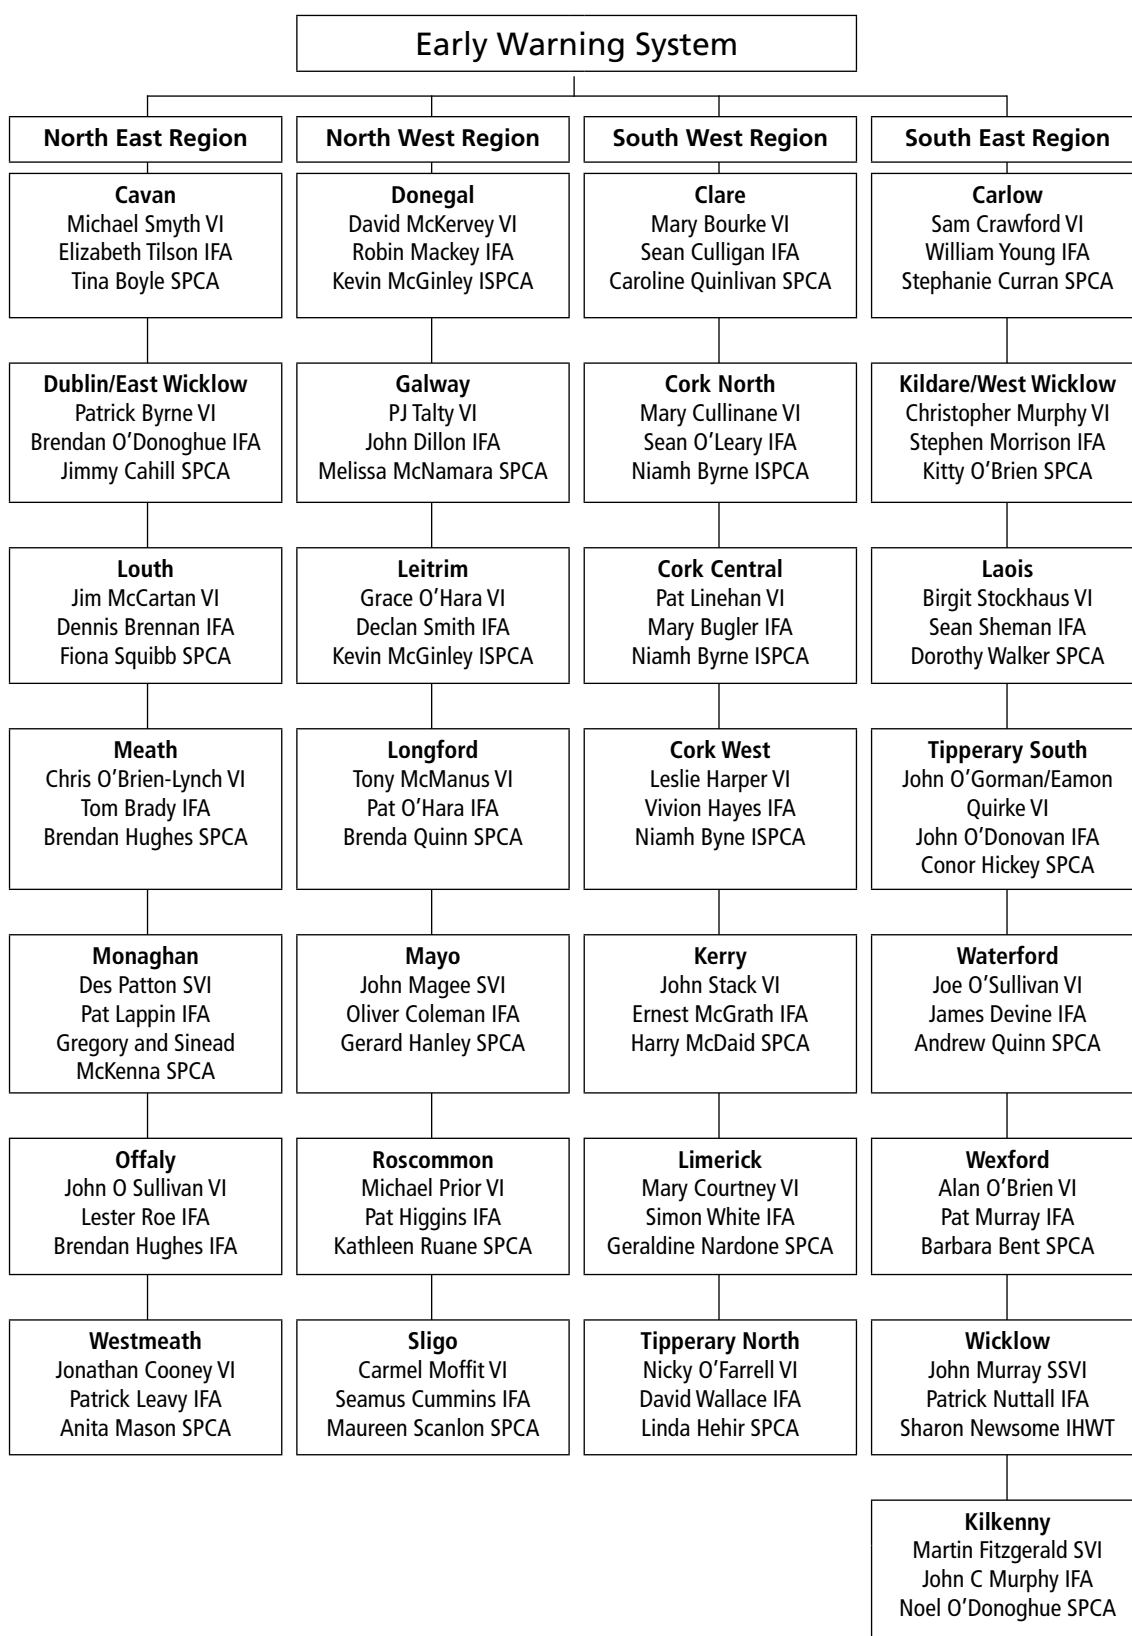 Early Warning System
North East Region
Cavan
Michael Smyth VI
Elizabeth Tilson IFA
Tina Boyle SPCA
Dublin/East Wicklow
Patrick Byrne VI
Brendan O’Donoghue IFA
Jimmy Cahill SPCA
Louth
Jim McCartan VI
Dennis Brennan IFA
Fiona Squibb SPCA
Meath
Chris O’Brien-Lynch VI
Tom Brady IFA
Brendan Hughes SPCA
Monaghan
Des Patton SVI
Pat Lappin IFA
Gregory and Sinead
McKenna SPCA
Offaly
John O Sullivan VI
Lester Roe IFA
Brendan Hughes IFA
Westmeath
Jonathan Cooney VI
Patrick Leavy IFA
Anita Mason SPCA
North West Region
Donegal
David McKervey VI
Robin Mackey IFA
Kevin McGinley ISPCA
Galway
PJ Talty VI
John Dillon IFA
Melissa McNamara SPCA
Leitrim
Grace O’Hara VI
Declan Smith IFA
Kevin McGinley ISPCA
Longford
Tony McManus VI
Pat O’Hara IFA
Brenda Quinn SPCA
Mayo
John Magee SVI
Oliver Coleman IFA
Gerard Hanley SPCA
Roscommon
Michael Prior VI
Pat Higgins IFA
Kathleen Ruane SPCA
Sligo
Carmel Moffit VI
Seamus Cummins IFA
Maureen Scanlon SPCA
South West Region
Clare
Mary Bourke VI
Sean Culligan IFA
Caroline Quinlivan SPCA
Cork North
Mary Cullinane VI
Sean O’Leary IFA
Niamh Byrne ISPCA
Cork Central
Pat Linehan VI
Mary Bugler IFA
Niamh Byrne ISPCA
Cork West
Leslie Harper VI
Vivion Hayes IFA
Niamh Byne ISPCA
Kerry
John Stack VI
Ernest McGrath IFA
Harry McDaid SPCA
Limerick
Mary Courtney VI
Simon White IFA
Geraldine Nardone SPCA
Tipperary North
Nicky O’Farrell VI
David Wallace IFA
Linda Hehir SPCA
South East Region
Carlow
Sam Crawford VI
William Young IFA
Stephanie Curran SPCA
Kildare/West Wicklow
Christopher Murphy VI
Stephen Morrison IFA
Kitty O’Brien SPCA
Laois
Birgit Stockhaus VI
Sean Sheman IFA
Dorothy Walker SPCA
Tipperary South
John O’Gorman/Eamon
Quirke VI
John O’Donovan IFA
Conor Hickey SPCA
Waterford
Joe O’Sullivan VI
James Devine IFA
Andrew Quinn SPCA
Wexford
Alan O’Brien VI
Pat Murray IFA
Barbara Bent SPCA
Wicklow
John Murray SSVI
Patrick Nuttall IFA
Sharon Newsome IHWT
Kilkenny
Martin Fitzgerald SVI
John C Murphy IFA
Noel O’Donoghue SPCA